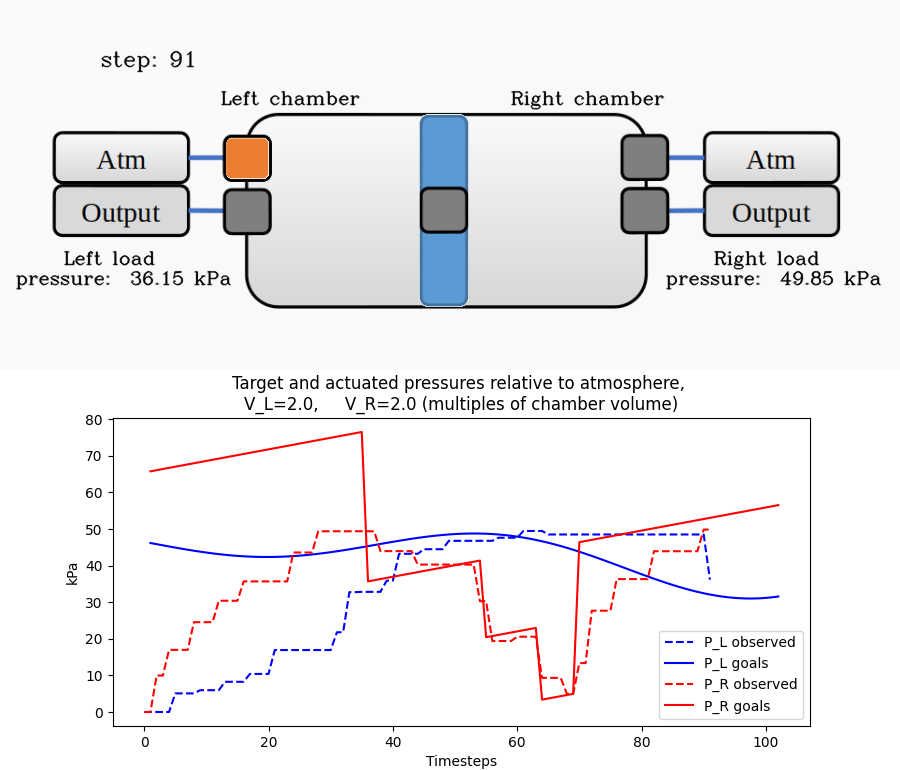 step: 91
Left chamber
Right chamber
Atm
Atm
Output
Output
Left load
pressure: 36.15 kPa
Right load
pressure: 49.85 kPa
Target and actuated pressures relative to atmosphere,
V_L=2.0, V_R=2.0 (multiples of chamber volume)
80
70
60
50
40
30
20
10
0
kPa
P_L observed
P_L goals
P_R observed
P_R goals
0
20
40
60
80
100
Timesteps